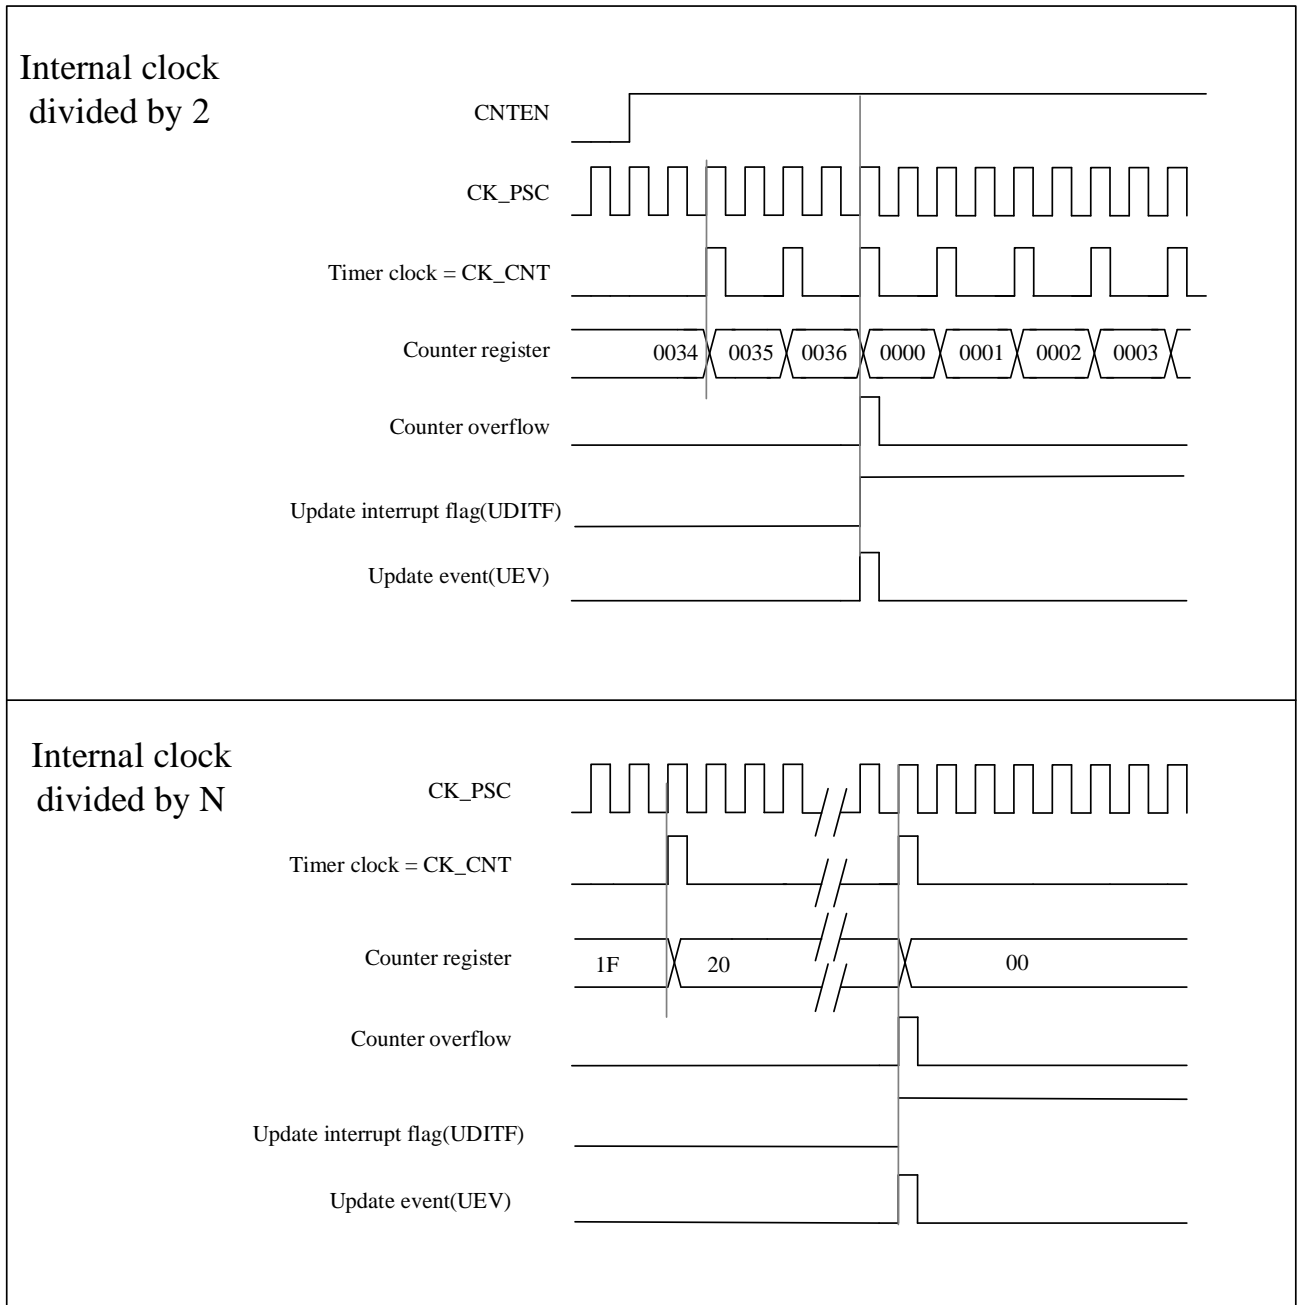 Internal clock
divided by 2
CNTEN
CK_PSC
Timer clock = CK_CNT
Counter register
0034 0035 0036 0000 0001 0002 0003
Counter overflow
Update interrupt flag(UDITF)
Update event(UEV)
Internal clock
divided by N
CK_PSC
Timer clock = CK_CNT
Counter register
1F 20 00
Counter overflow
Update interrupt flag(UDITF)
Update event(UEV)